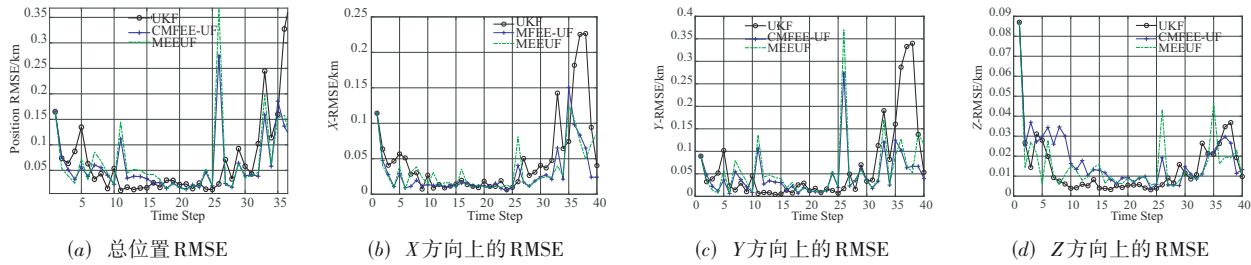 0.35
0.3
0.25
0.2
0.15
0.1
0.05
5 10 15 20 25 30 35
Position RMSE/km
Time Step
UKF
CMFEE-UF
MEEUF
(a) 总位置RMSE
0.25
0.2
0.15
0.1
0.05
0
0 5 10 15 20 25 30 35 40
X-RMSE/km
Time Step
UKF
MFEE-UF
MEEUF
(b) X方向上的RMSE
0.4
0.35
0.3
0.25
0.2
0.15
0.1
0.05
0
0 5 10 15 20 25 30 35 40
Y-RMSE/km
Time Step
UKF
CMFEE-UF
MEEUF
(c) Y方向上的RMSE
0.09
0.08
0.07
0.06
0.05
0.04
0.03
0.02
0.01
0
0 5 10 15 20 25 30 35 40
Z-RMSE/km
Time Step
UKF
CMFEE-UF
MEEUF
(d) Z方向上的RMSE